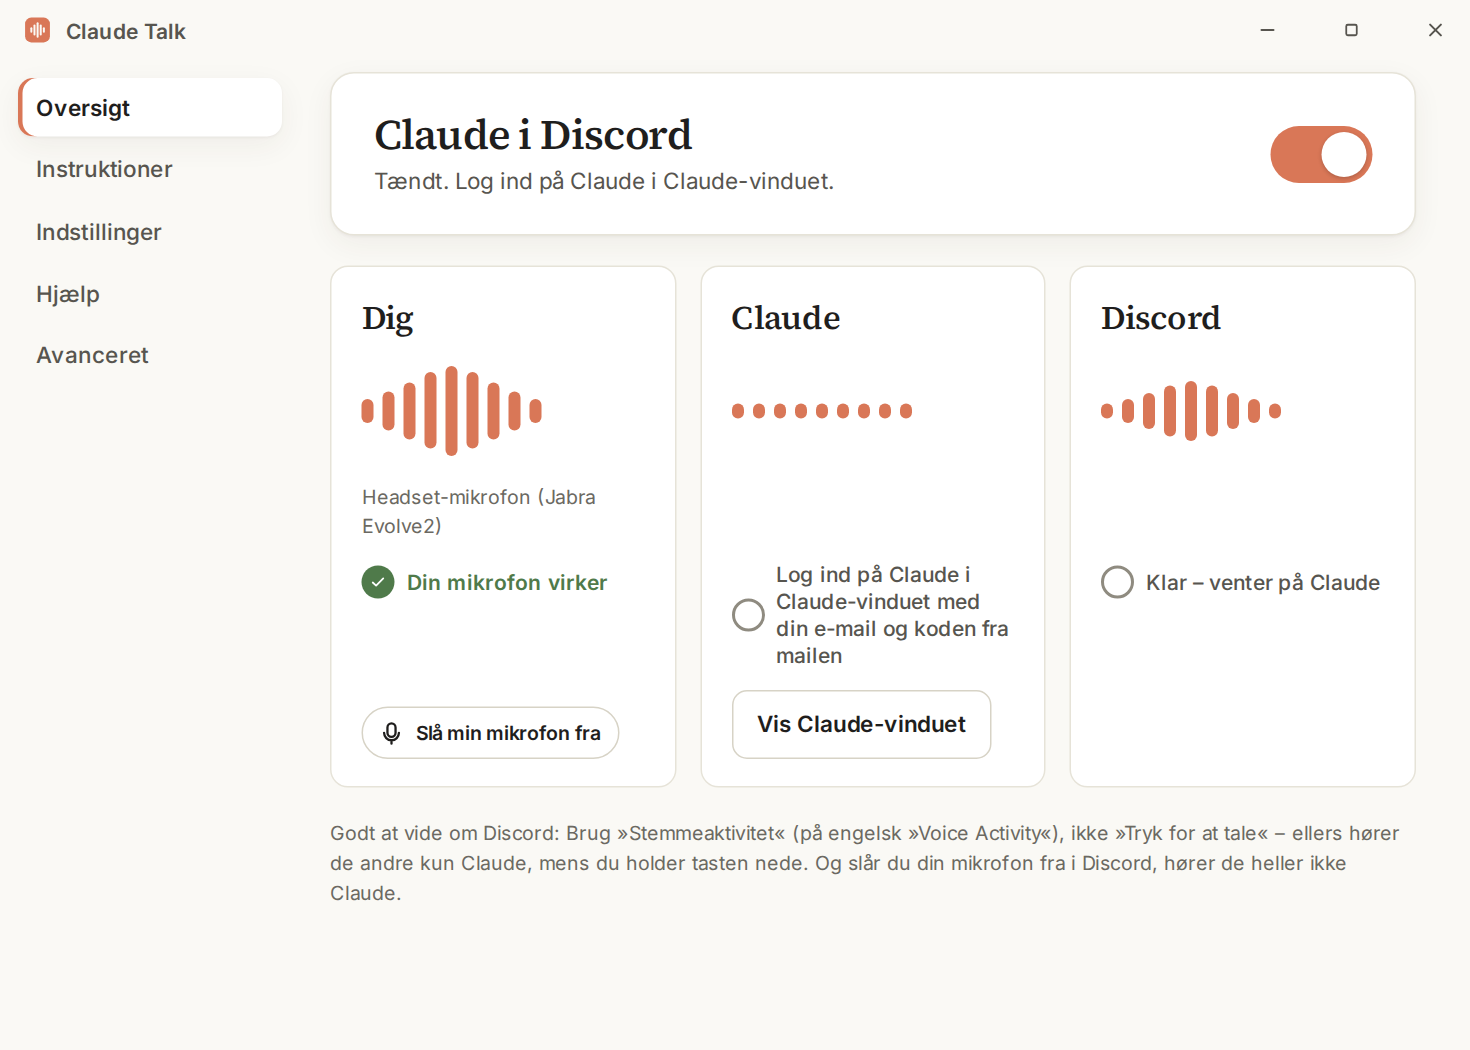 Claude Talk
Oversigt
Instruktioner
Indstillinger
Hjælp
Avanceret
Claude i Discord
Tændt. Log ind på Claude i Claude-vinduet.
Dig
Headset-mikrofon (Jabra
Evolve2)
Din mikrofon virker
Slå min mikrofon fra
Claude
Log ind på Claude i
Claude-vinduet med
din e-mail og koden fra
mailen
Vis Claude-vinduet
Discord
Klar – venter på Claude
Godt at vide om Discord: Brug »Stemmeaktivitet« (på engelsk »Voice Activity«), ikke »Tryk for at tale« – ellers hører
de andre kun Claude, mens du holder tasten nede. Og slår du din mikrofon fra i Discord, hører de heller ikke
Claude.